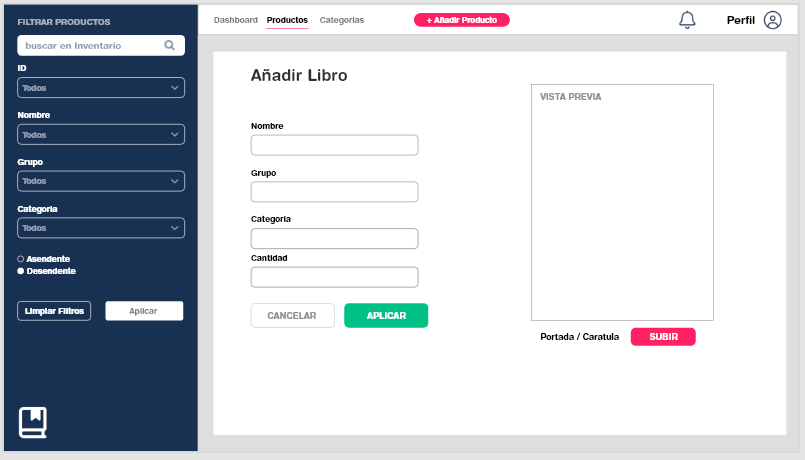 FILTRAR PRODUCTOS
buscar en Inventario
ID
Todos
Nombre
Todos
Grupo
Todos
Categoria
Todos
Asendente
Desendente
Limpiar Filtros
Aplicar
Dashboard Productos Categorias + Añadir Producto Perfil
Añadir Libro
Nombre
Grupo
Categoria
Cantidad
CANCELAR APLICAR
VISTA PREVIA
Portada / Caratula SUBIR